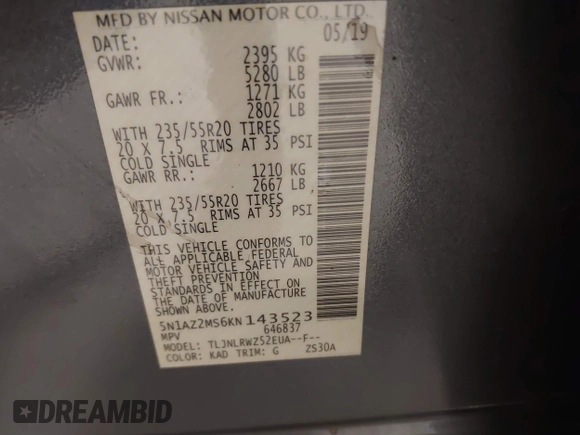 MFD BY NISSAN MOTOR CO., LTD.
DATE: 05/19
GVWR: 2395 KG
5280 LB
GAWR FR.: 1271 KG
2802 LB
WITH 235/55R20 TIRES
20 X 7.5 RIMS AT 35 PSI
COLD SINGLE
GAWR RR.: 1210 KG
2667 LB
WITH 235/55R20 TIRES
20 X 7.5 RIMS AT 35 PSI
COLD SINGLE
THIS VEHICLE CONFORMS TO
ALL APPLICABLE FEDERAL
MOTOR VEHICLE SAFETY AND
THEFT PREVENTION
STANDARDS IN EFFECT ON
THE DATE OF MANUFACTURE
SHOWN ABOVE.
5N1AZ2MS6KN143523
MPV 646837
MODEL: TLJNLRWZ52EUA--F--
COLOR: KAD TRIM: G ZS30A
DREAMBID